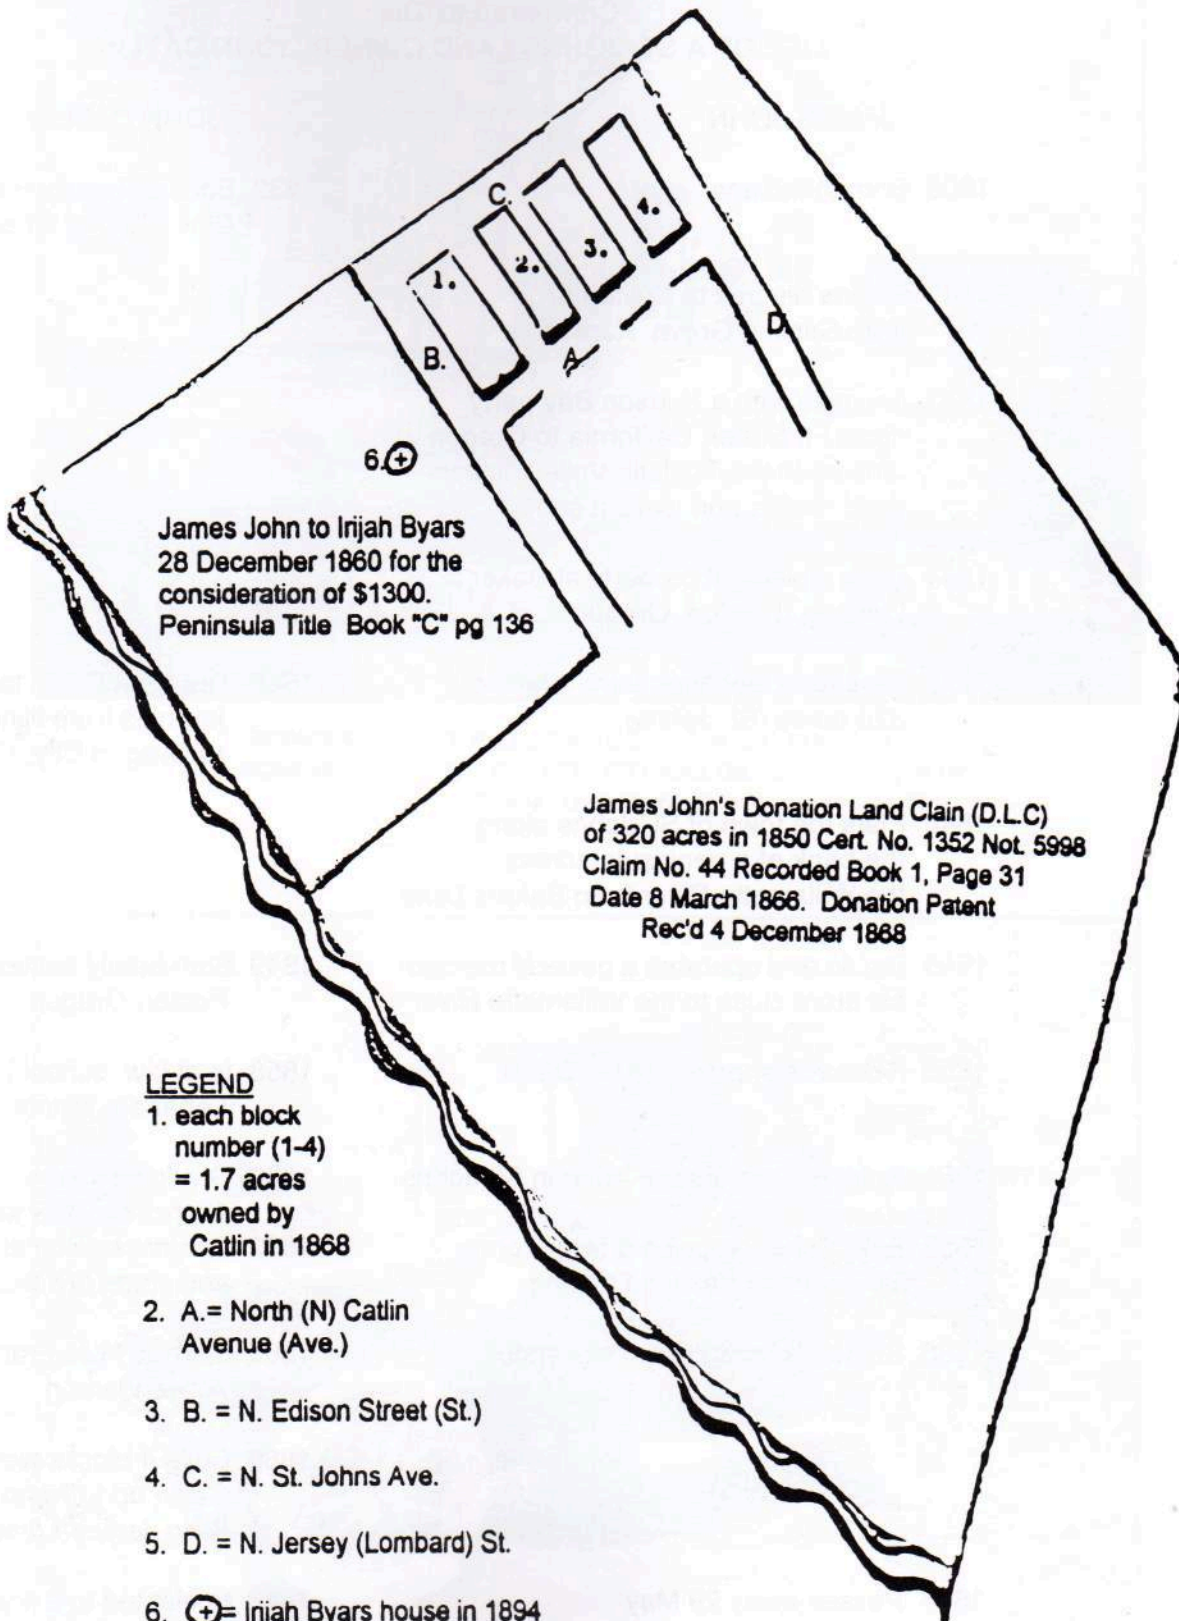 C.
4.
3.
2.
1.
D.
B.
A
6.
James John to Irijah Byars
28 December 1860 for the
consideration of $1300.
Peninsula Title Book "C" pg 136
James John's Donation Land Clain (D.L.C)
of 320 acres in 1850 Cert. No. 1352 Not. 5998
Claim No. 44 Recorded Book 1, Page 31
Date 8 March 1866. Donation Patent
Rec'd 4 December 1868
LEGEND
1. each block
number (1-4)
= 1.7 acres
owned by
Catlin in 1868
2. A.= North (N) Catlin
Avenue (Ave.)
3. B. = N. Edison Street (St.)
4. C. = N. St. Johns Ave.
5. D. = N. Jersey (Lombard) St.
6. = Irijah Byars house in 1894